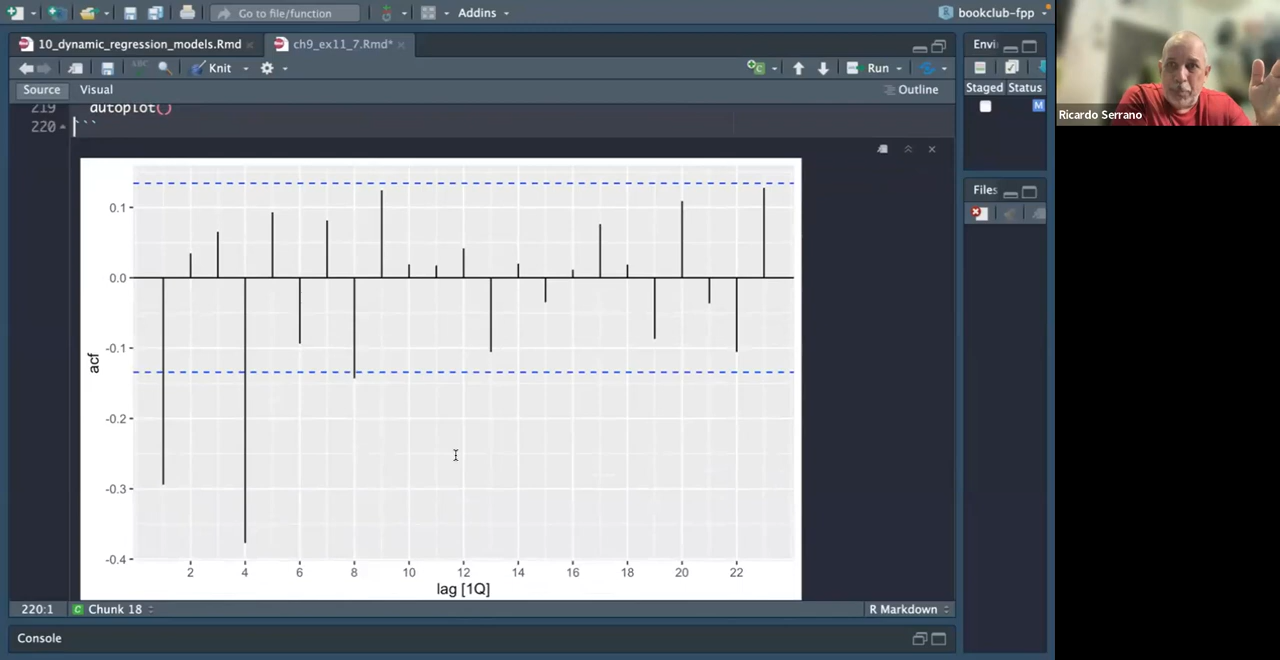 Go to file/function
Addins
bookclub-fpp
10_dynamic_regression_models.Rmd
ch9_ex11_7.Rmd*
Envi
ABC
Knit
Run
Source
Visual
Outline
Staged
Status
M
219
autoplot()
220
```
Ricardo Serrano
Files
0.1
0.0
-0.1
-0.2
-0.3
-0.4
acf
2 4 6 8 10 12 14 16 18 20 22
lag [1Q]
220:1
C
Chunk 18
R Markdown
Console